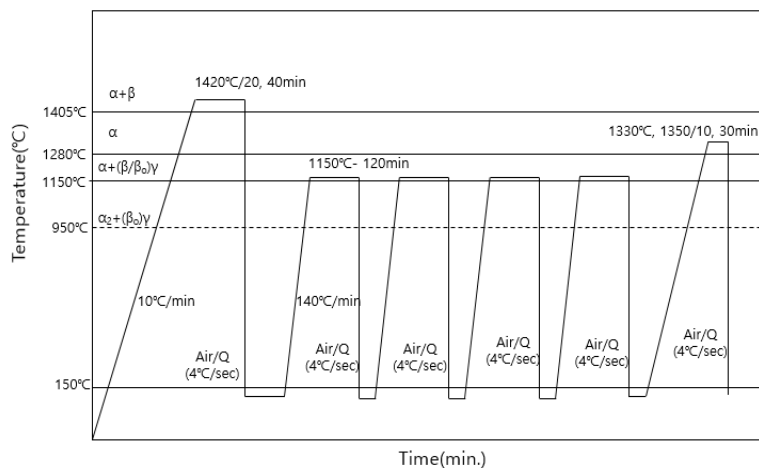 1420℃/20, 40min
α+β
1405℃
1330℃, 1350/10, 30min
α
1280℃
1150℃- 120min
α+(β/βₒ)γ
1150℃
α₂+(βₒ)γ
950℃
Temperature(℃)
10℃/min
140℃/min
Air/Q
(4℃/sec)
Air/Q
(4℃/sec)
Air/Q
(4℃/sec)
Air/Q
(4℃/sec)
Air/Q
(4℃/sec)
Air/Q
(4℃/sec)
150℃
Time(min.)